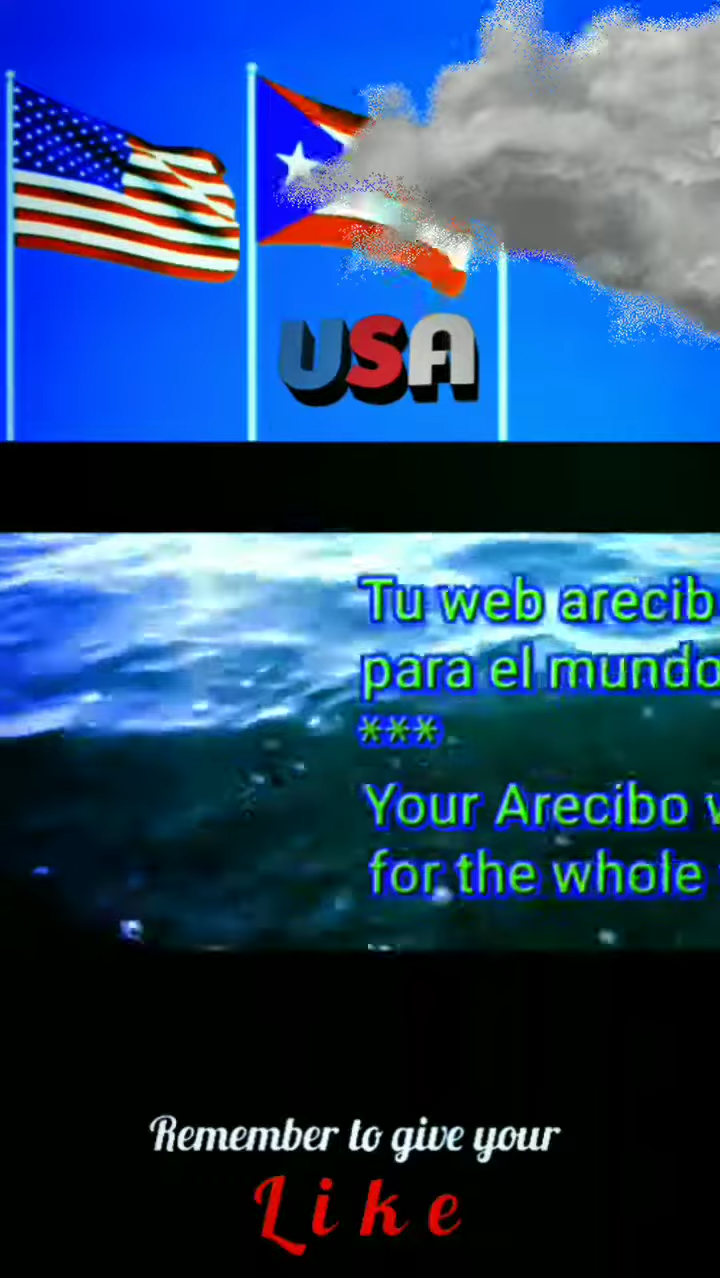 USA
Tu web arecib
para el mundo
***
Your Arecibo
for the whole
Remember to give your
Like